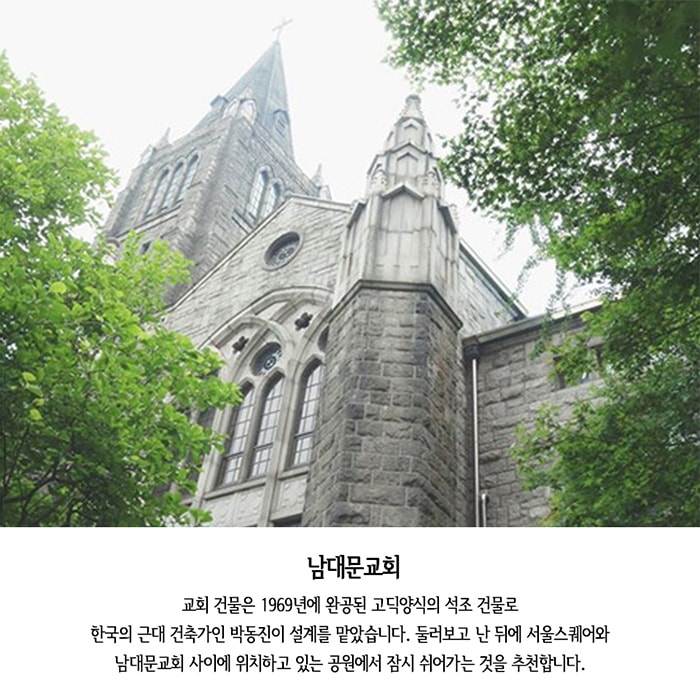 남대문교회
교회 건물은 1969년에 완공된 고딕양식의 석조 건물로
한국의 근대 건축가인 박동진이 설계를 맡았습니다. 둘러보고 난 뒤에 서울스퀘어와
남대문교회 사이에 위치하고 있는 공원에서 잠시 쉬어가는 것을 추천합니다.